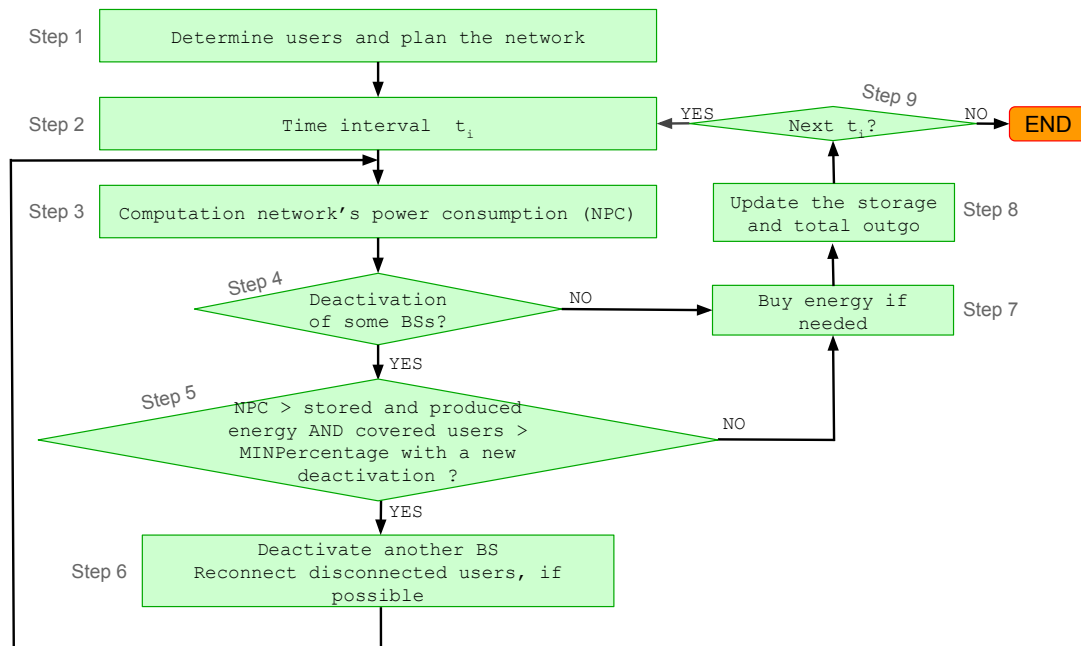 Step 1
Determine users and plan the network
Step 2
Time interval t_i
YES
Next t_i?
Step 9
NO
END
Step 3
Computation network's power consumption (NPC)
Update the storage
and total outgo
Step 8
Step 4
Deactivation
of some BSs?
NO
Buy energy if
needed
Step 7
YES
Step 5
NPC > stored and produced
energy AND covered users >
MINPercentage with a new
deactivation ?
NO
YES
Step 6
Deactivate another BS
Reconnect disconnected users, if
possible